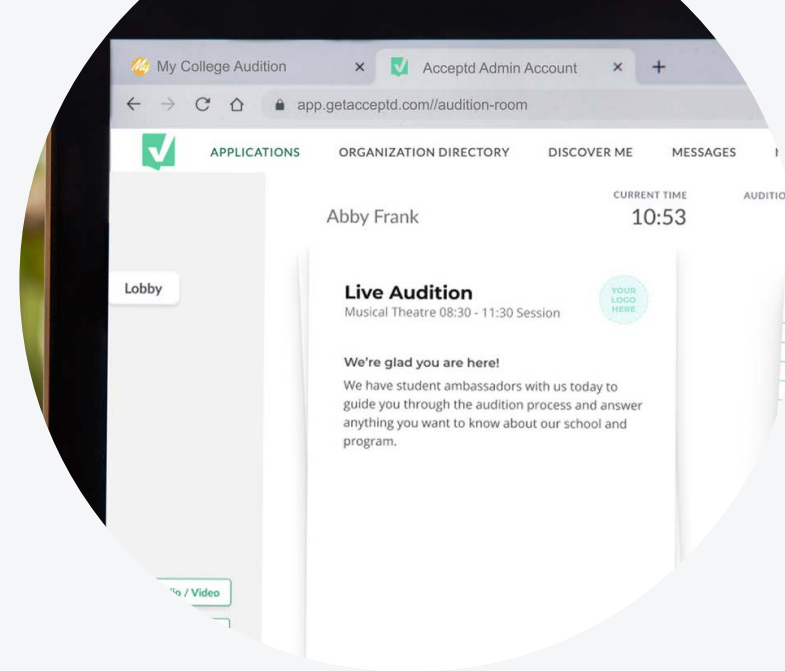 My College Audition
Acceptd Admin Account
app.getacceptd.com//audition-room
APPLICATIONS ORGANIZATION DIRECTORY DISCOVER ME MESSAGES
CURRENT TIME
Abby Frank 10:53
Lobby
Live Audition
Musical Theatre 08:30 - 11:30 Session
YOUR
LOGO
HERE
We're glad you are here!
We have student ambassadors with us today to
guide you through the audition process and answer
anything you want to know about our school and
program.
/ Video